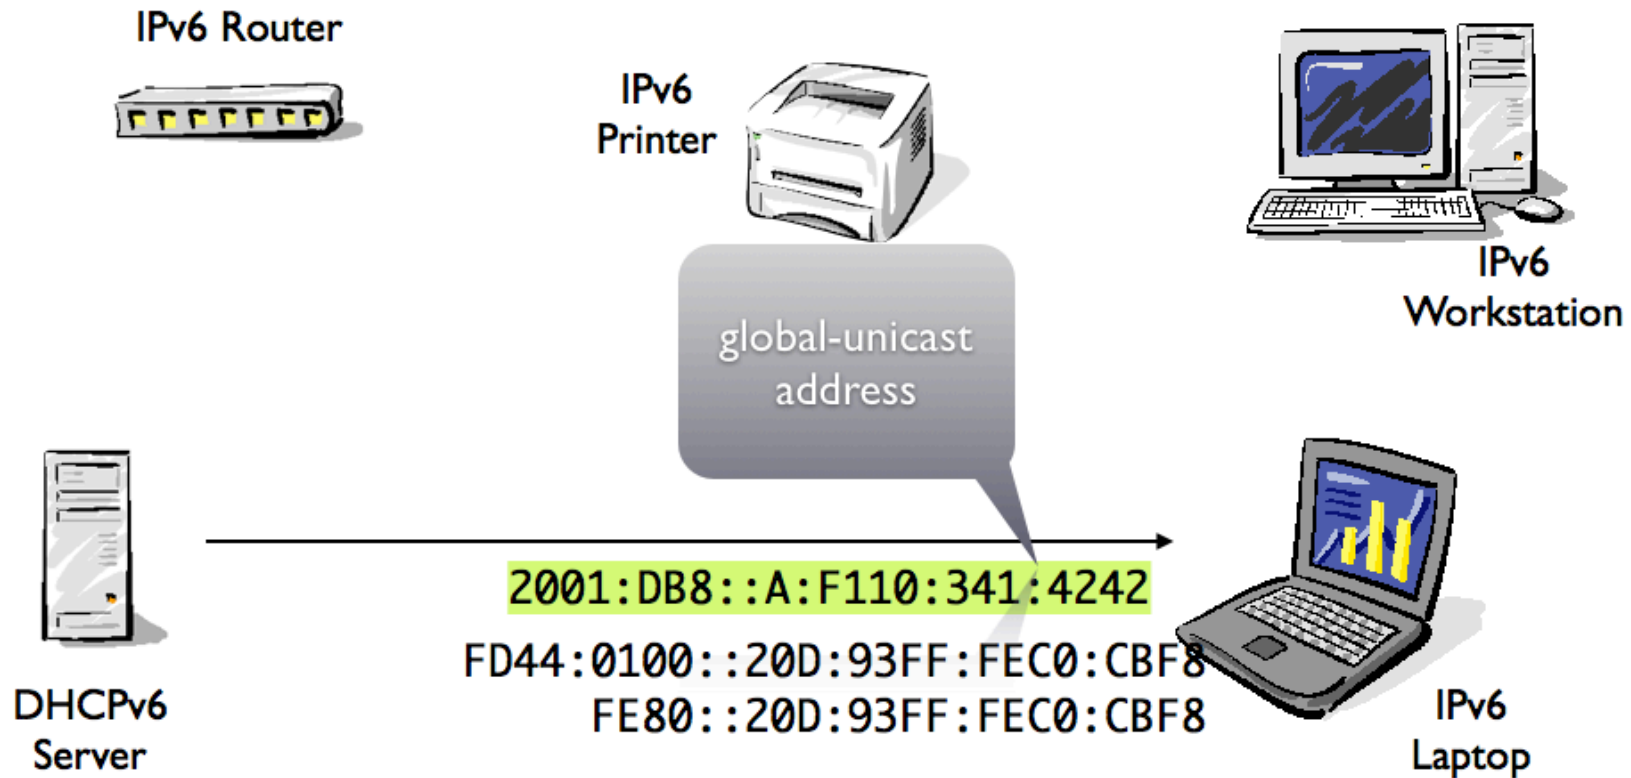 IPv6 Router
IPv6
Printer
IPv6
Workstation
global-unicast
address
2001:DB8::A:F110:341:4242
FD44:0100::20D:93FF:FEC0:CBF8
FE80::20D:93FF:FEC0:CBF8
DHCPv6
Server
IPv6
Laptop